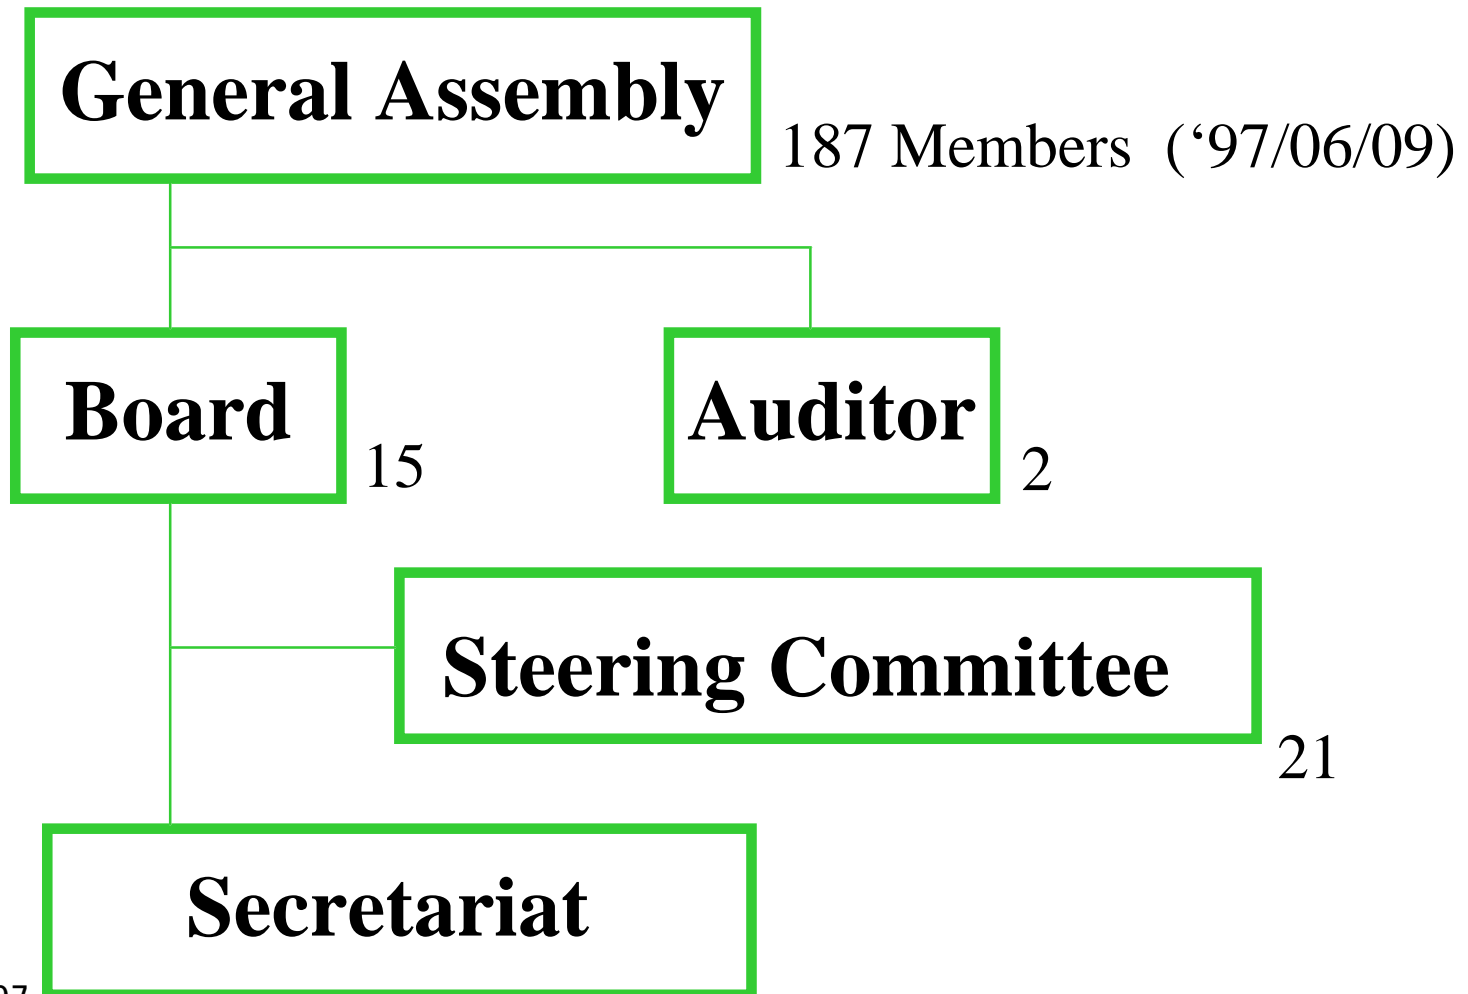 General Assembly
187 Members (‘97/06/09)
Board
15
Auditor
2
Steering Committee
21
Secretariat